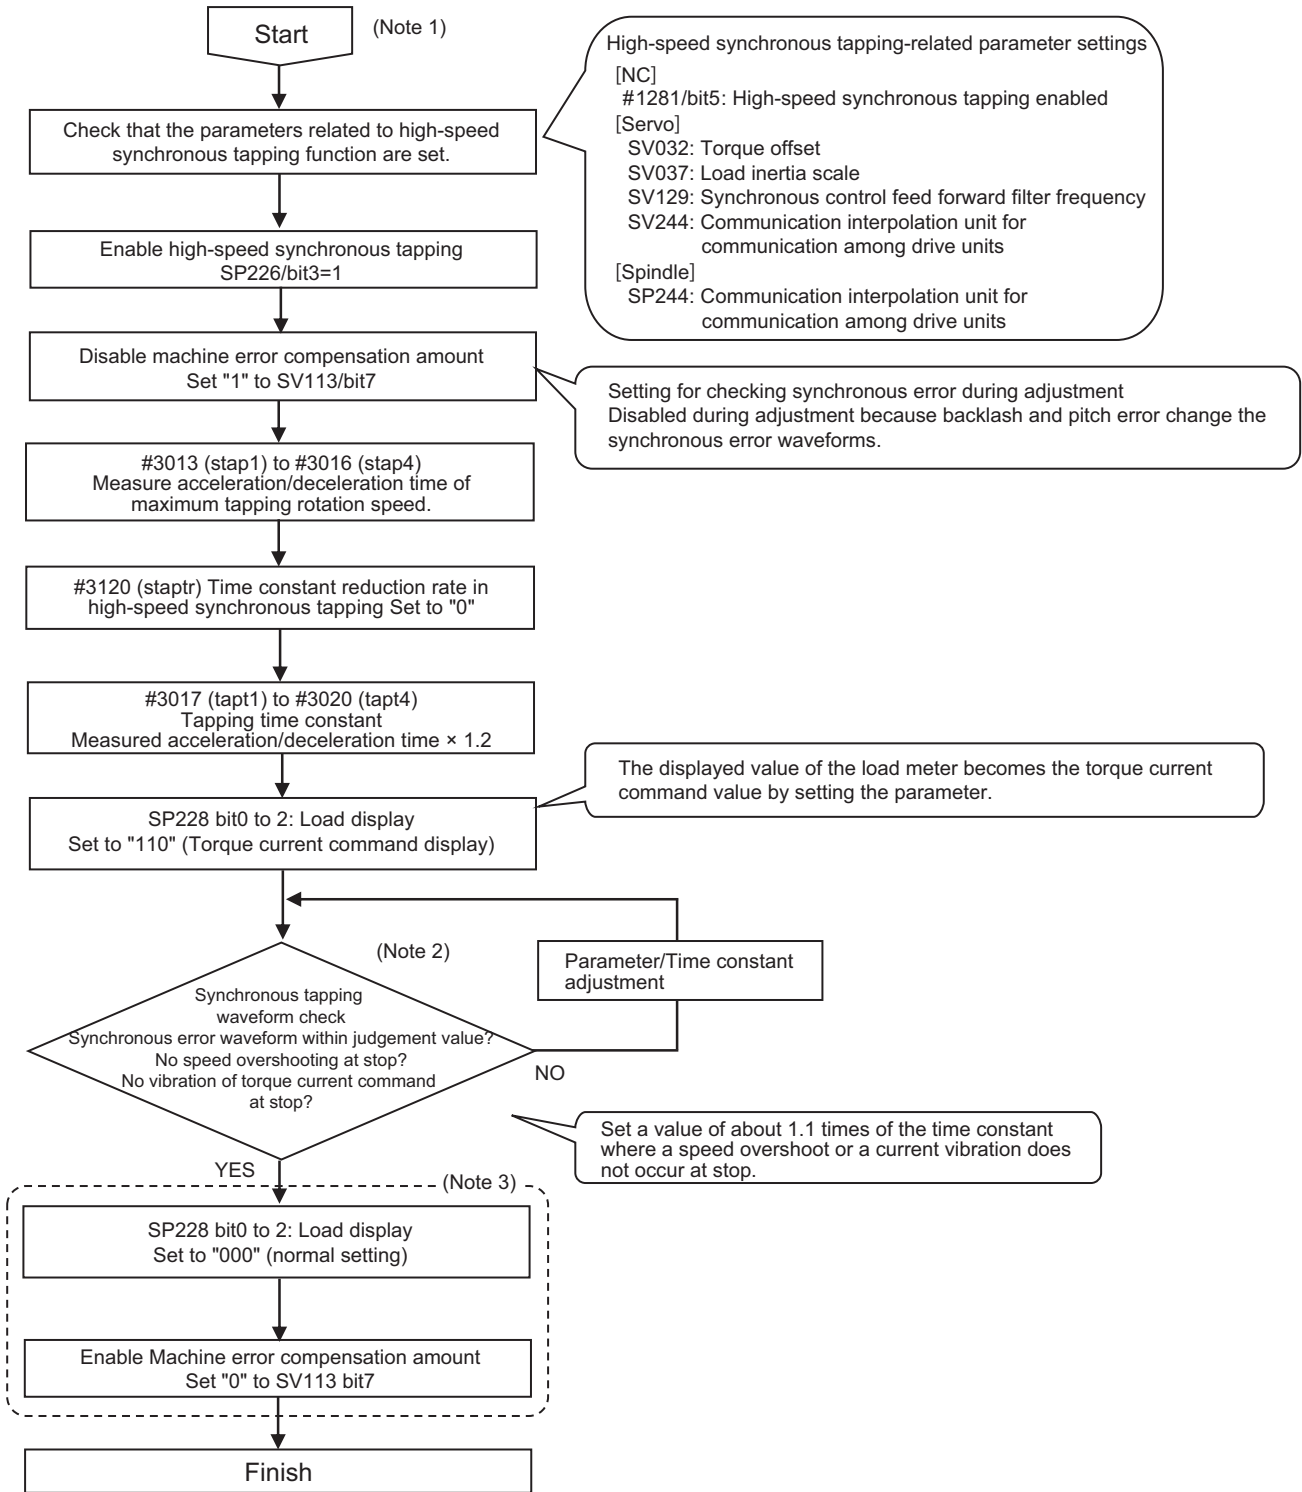 Start
(Note 1)
High-speed synchronous tapping-related parameter settings
[NC]
#1281/bit5: High-speed synchronous tapping enabled
[Servo]
SV032: Torque offset
SV037: Load inertia scale
SV129: Synchronous control feed forward filter frequency
SV244: Communication interpolation unit for
communication among drive units
[Spindle]
SP244: Communication interpolation unit for
communication among drive units
Check that the parameters related to high-speed
synchronous tapping function are set.
Enable high-speed synchronous tapping
SP226/bit3=1
Disable machine error compensation amount
Set "1" to SV113/bit7
Setting for checking synchronous error during adjustment
Disabled during adjustment because backlash and pitch error change the
synchronous error waveforms.
#3013 (stap1) to #3016 (stap4)
Measure acceleration/deceleration time of
maximum tapping rotation speed.
#3120 (staptr) Time constant reduction rate in
high-speed synchronous tapping Set to "0"
#3017 (tapt1) to #3020 (tapt4)
Tapping time constant
Measured acceleration/deceleration time × 1.2
The displayed value of the load meter becomes the torque current
command value by setting the parameter.
SP228 bit0 to 2: Load display
Set to "110" (Torque current command display)
(Note 2)
Parameter/Time constant
adjustment
Synchronous tapping
waveform check
Synchronous error waveform within judgement value?
No speed overshooting at stop?
No vibration of torque current command
at stop?
NO
Set a value of about 1.1 times of the time constant
where a speed overshoot or a current vibration does
not occur at stop.
YES
(Note 3)
SP228 bit0 to 2: Load display
Set to "000" (normal setting)
Enable Machine error compensation amount
Set "0" to SV113 bit7
Finish